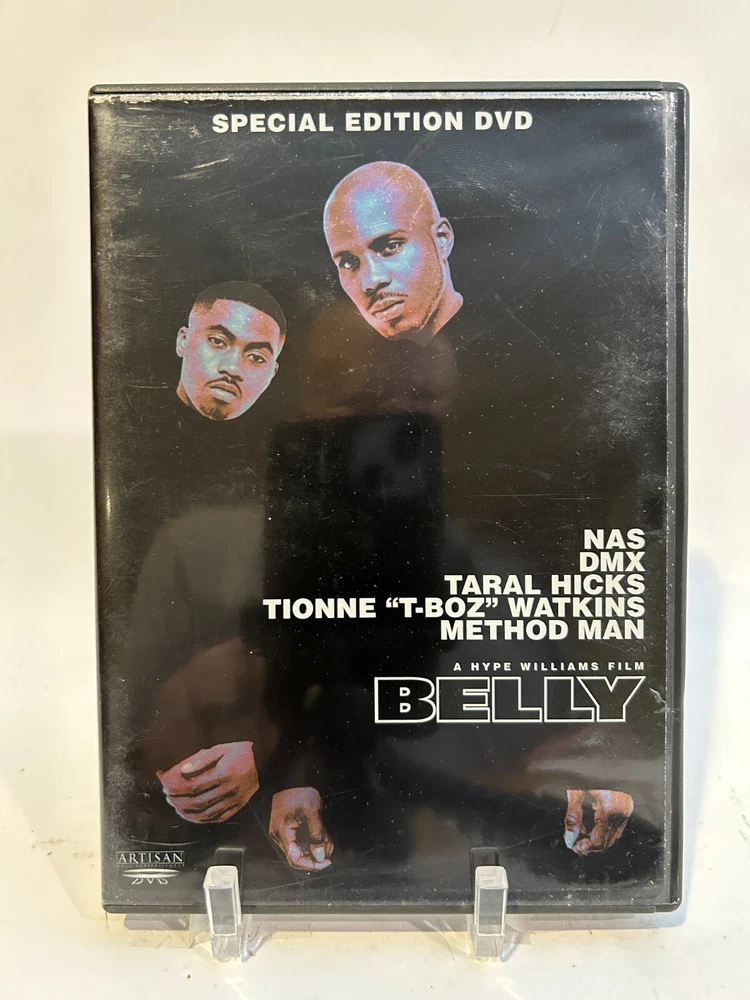 SPECIAL EDITION DVD
NAS
DMX
TARAL HICKS
TIONNE “T-BOZ” WATKINS
METHOD MAN
A HYPE WILLIAMS FILM
BELLY
ARTISAN
DVD